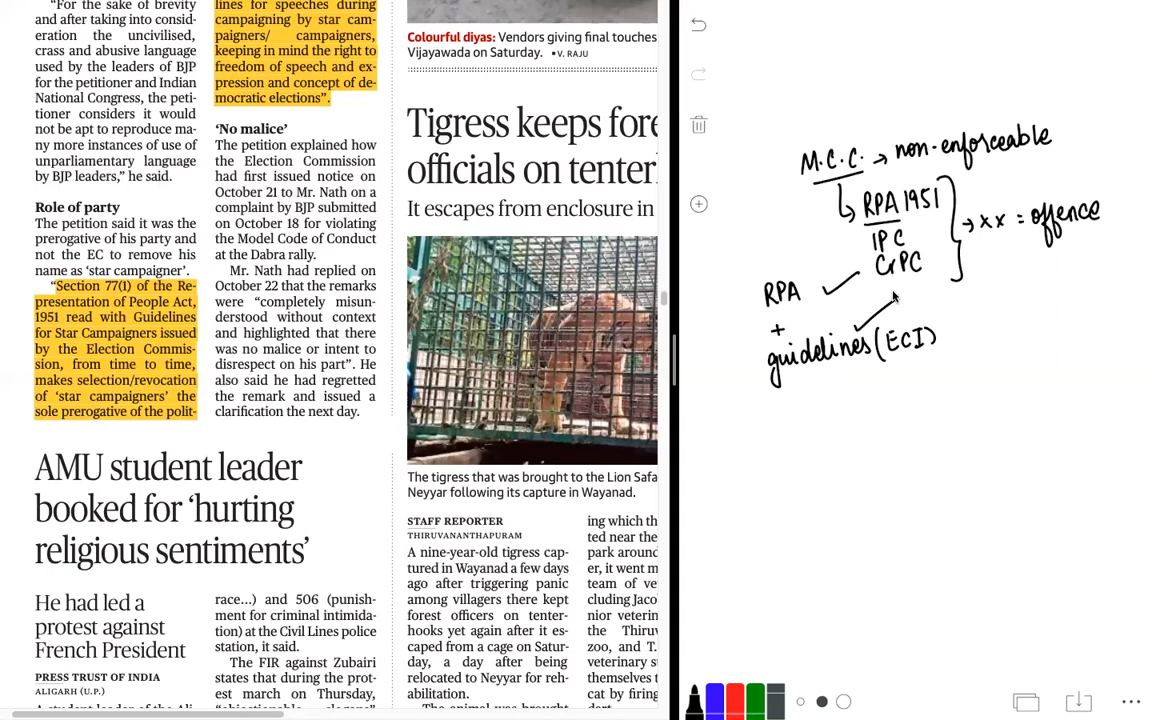 “For the sake of brevity
and after taking into consid-
eration the uncivilised,
crass and abusive language
used by the leaders of BJP
for the petitioner and Indian
National Congress, the peti-
tioner considers it would
not be apt to reproduce ma-
ny more instances of use of
unparliamentary language
by BJP leaders,” he said.
Role of party
The petition said it was the
prerogative of his party and
not the EC to remove his
name as ‘star campaigner’.
“Section 77(1) of the Re-
presentation of People Act,
1951 read with Guidelines
for Star Campaigners issued
by the Election Commis-
sion, from time to time,
makes selection/revocation
of ‘star campaigners’ the
sole prerogative of the polit-
lines for speeches during
campaigning by star cam-
paigners/ campaigners,
keeping in mind the right to
freedom of speech and ex-
pression and concept of de-
mocratic elections”.
‘No malice’
The petition explained how
the Election Commission
had first issued notice on
October 21 to Mr. Nath on a
complaint by BJP submitted
on October 18 for violating
the Model Code of Conduct
at the Dabra rally.
Mr. Nath had replied on
October 22 that the remarks
were “completely misun-
derstood without context
and highlighted that there
was no malice or intent to
disrespect on his part”. He
also said he had regretted
the remark and issued a
clarification the next day.
AMU student leader
booked for ‘hurting
religious sentiments’
He had led a
protest against
French President
PRESS TRUST OF INDIA
ALIGARH (U.P.)
race...) and 506 (punish-
ment for criminal intimida-
tion) at the Civil Lines police
station, it said.
The FIR against Zubairi
states that during the prot-
est march on Thursday,
Colourful diyas: Vendors giving final touches
Vijayawada on Saturday. •V. RAJU
Tigress keeps fore
officials on tenter
It escapes from enclosure in
The tigress that was brought to the Lion Safa
Neyyar following its capture in Wayanad.
STAFF REPORTER
THIRUVANANTHAPURAM
A nine-year-old tigress cap-
tured in Wayanad a few days
ago after triggering panic
among villagers there kept
forest officers on tenter-
hooks yet again after it es-
caped from a cage on Satur-
day, a day after being
relocated to Neyyar for reh-
abilitation.
ing which th
ted near the
park around
er, it went m
team of ve
cluding Jaco
nior veterin
the Thiruv
zoo, and T.
veterinary s
themselves t
cat by firing
M.C.C. → non-enforceable
RPA 1951
IPC
CrPC
→ xx = offence
RPA
+
guidelines (ECI)